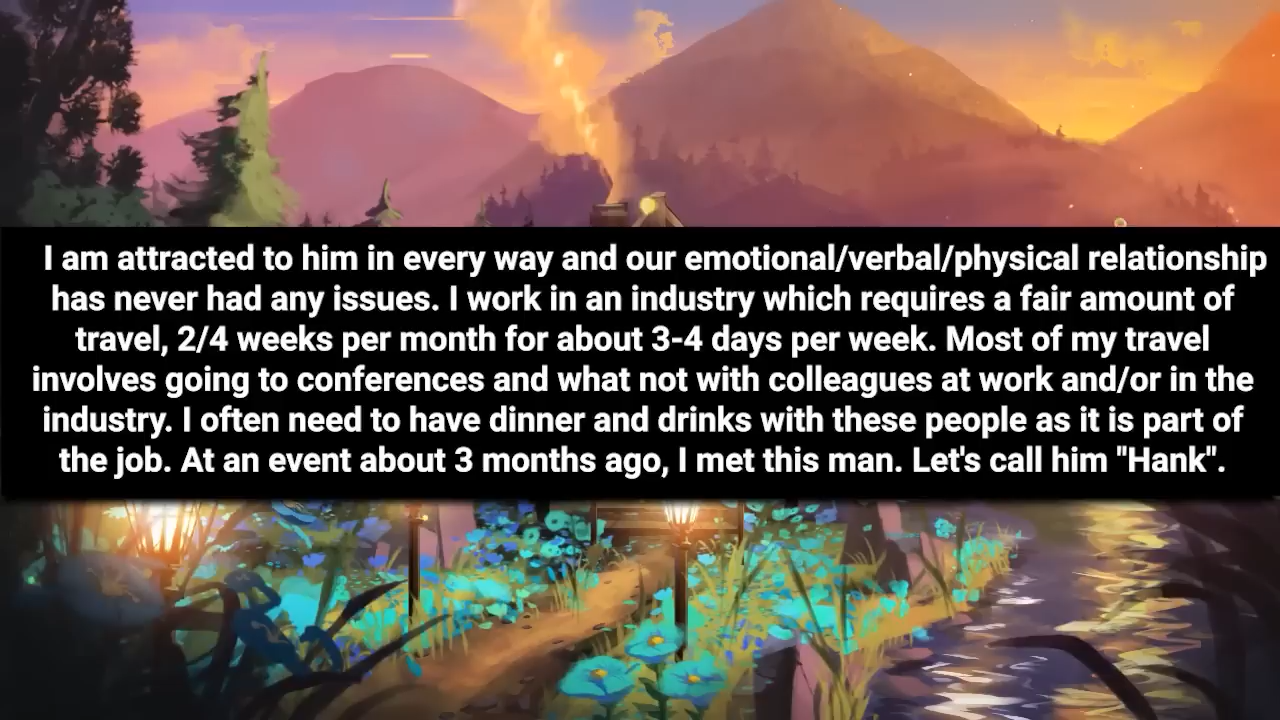 I am attracted to him in every way and our emotional/verbal/physical relationship
has never had any issues. I work in an industry which requires a fair amount of
travel, 2/4 weeks per month for about 3-4 days per week. Most of my travel
involves going to conferences and what not with colleagues at work and/or in the
industry. I often need to have dinner and drinks with these people as it is part of
the job. At an event about 3 months ago, I met this man. Let's call him "Hank".